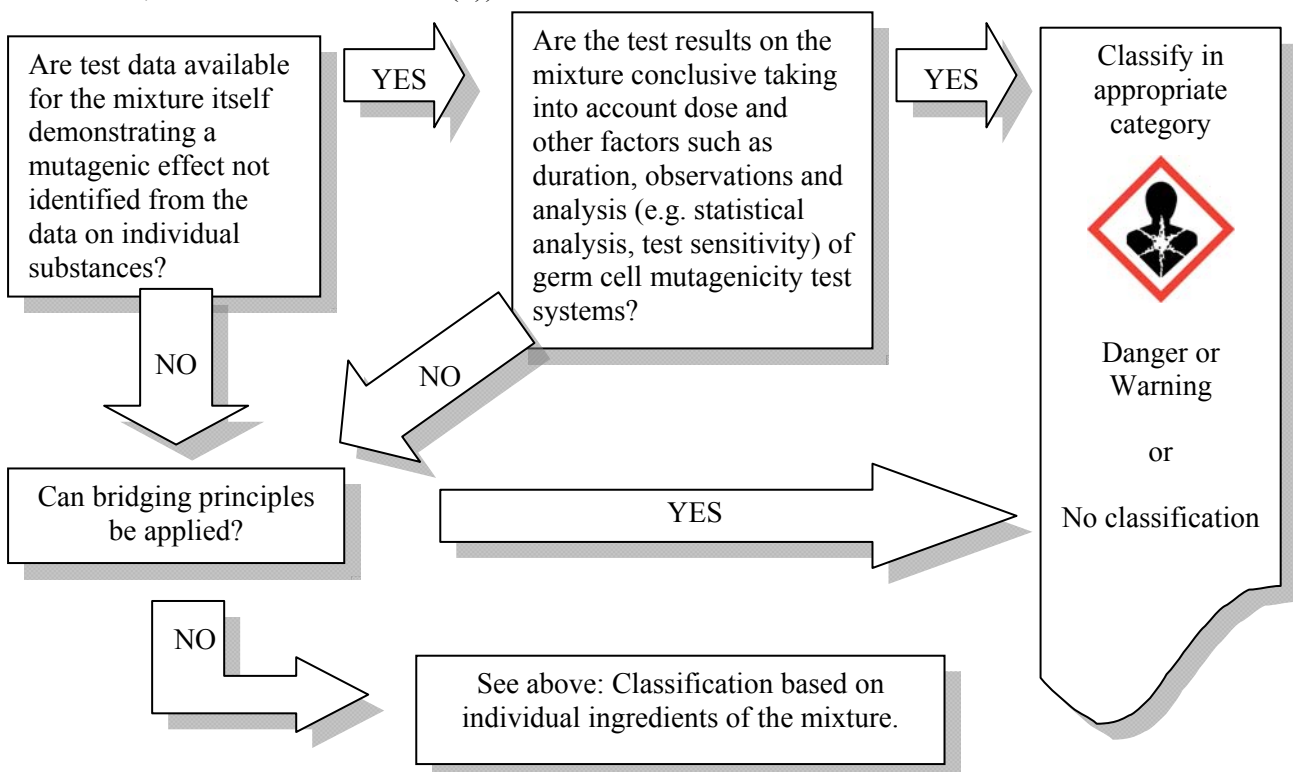 Are test data available
for the mixture itself
demonstrating a
mutagenic effect not
identified from the
data on individual
substances?
YES
Are the test results on the
mixture conclusive taking
into account dose and
other factors such as
duration, observations and
analysis (e.g. statistical
analysis, test sensitivity) of
germ cell mutagenicity test
systems?
YES
Classify in
appropriate
category
Danger or
Warning
or
No classification
NO
NO
Can bridging principles
be applied?
YES
NO
See above: Classification based on
individual ingredients of the mixture.